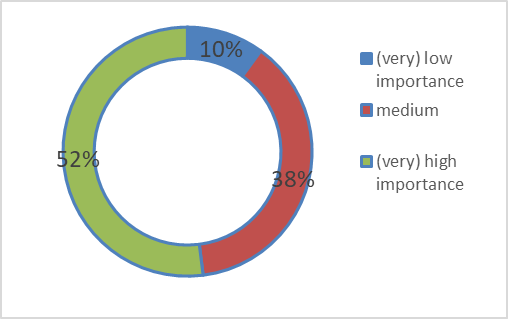 10%
38%
52%
(very) low
importance
medium
(very) high
importance